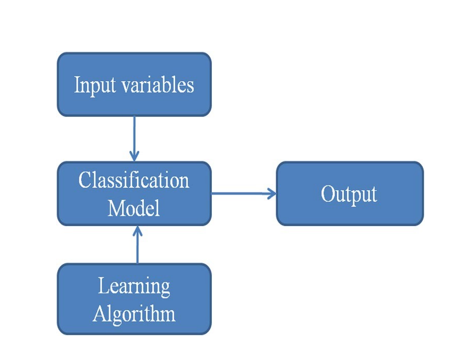 Input variables
Classification
Model
Output
Learning
Algorithm